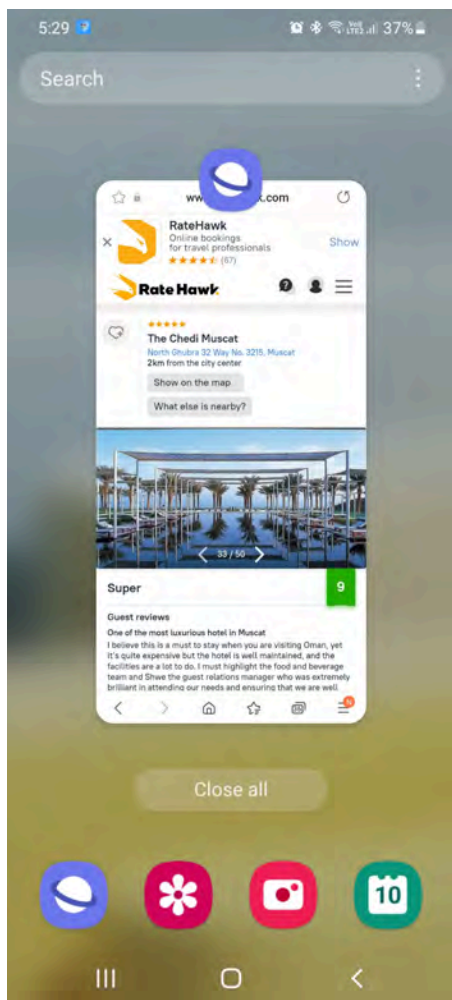 5:29
37%
Search
RateHawk
Online bookings
for travel professionals
(67)
Show
Rate Hawk
The Chedi Muscat
North Ghubra 32 Way No. 3215, Muscat
2km from the city center
Show on the map
What else is nearby?
33 / 50
Super
9
Guest reviews
One of the most luxurious hotel in Muscat
I believe this is a must to stay when you are visiting Oman, yet
it's quite expensive but the hotel is well maintained, and the
facilities are a lot to do. I must highlight the food and beverage
team and Shwe the guest relations manager who was extremely
brilliant in attending our needs and ensuring that we are well
Close all
10